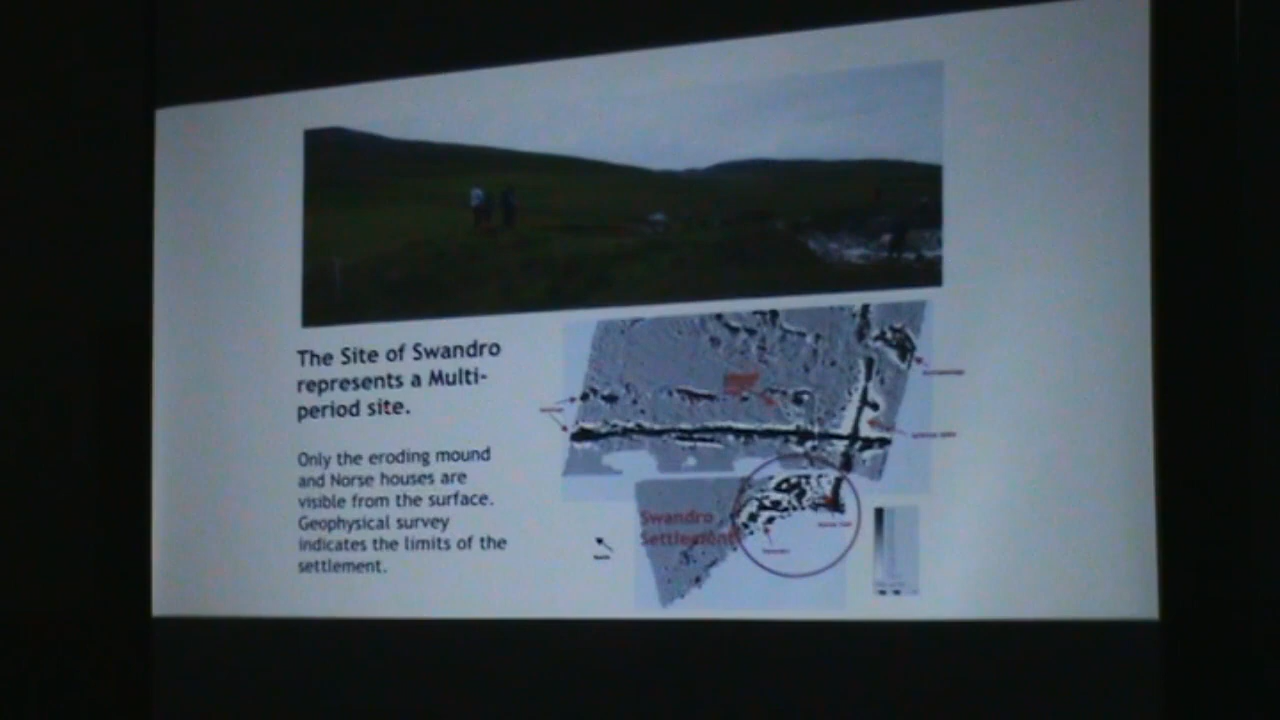 The Site of Swandro
represents a Multi-
period site.
Only the eroding mound
and Norse houses are
visible from the surface.
Geophysical survey
indicates the limits of the
settlement.
Swandro
Settlement